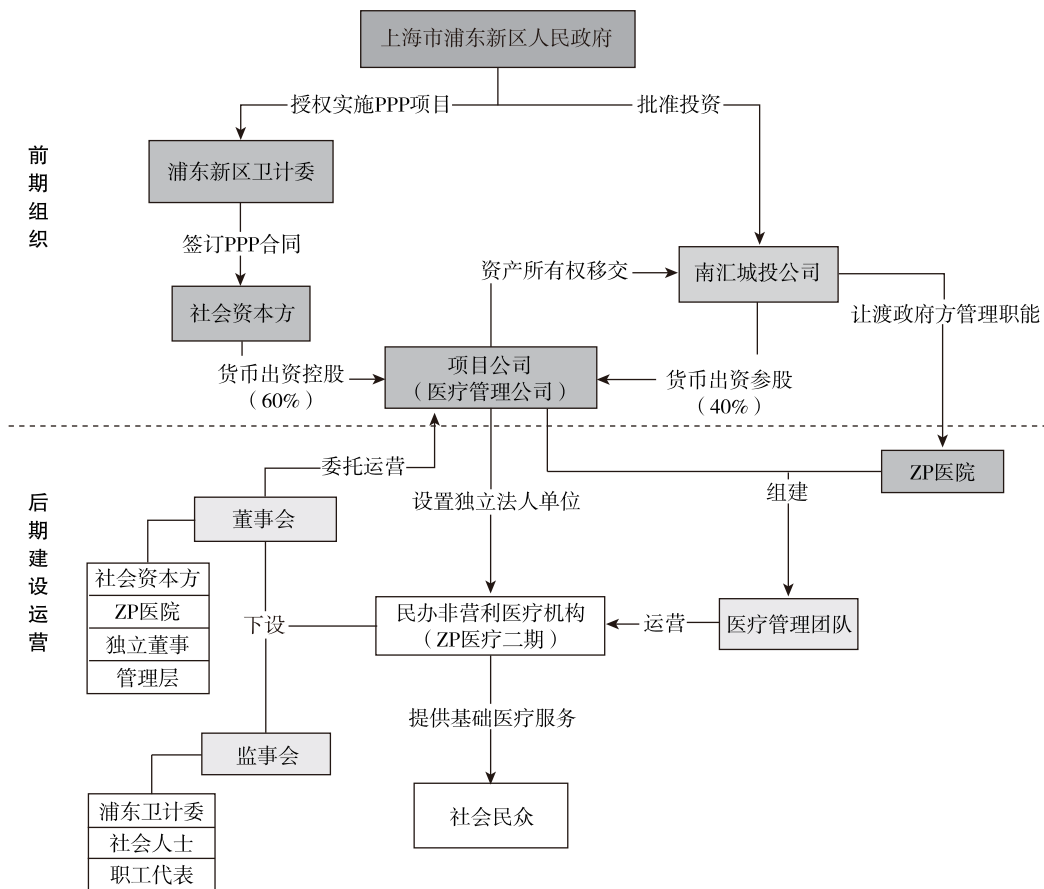 上海市浦东新区人民政府
授权实施PPP项目
批准投资
前期组织
浦东新区卫计委
签订PPP合同
资产所有权移交
南汇城投公司
社会资本方
让渡政府方管理职能
货币出资控股
（60%）
项目公司
（医疗管理公司）
货币出资参股
（40%）
后期建设运营
委托运营
ZP医院
组建
设置独立法人单位
董事会
社会资本方
ZP医院
独立董事
管理层
下设
民办非营利医疗机构
（ZP医疗二期）
运营
医疗管理团队
提供基础医疗服务
监事会
浦东卫计委
社会人士
职工代表
社会民众